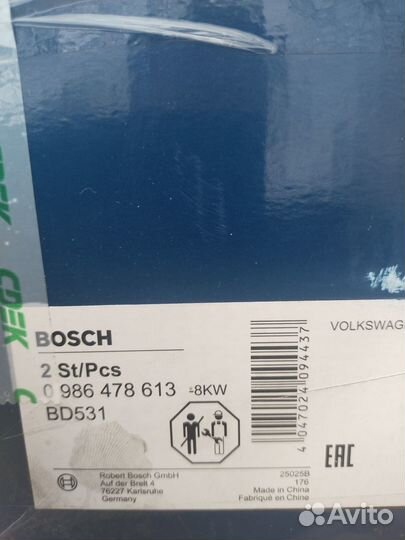 CDEK
BOSCH
VOLKSWAG
2 St/Pcs
0 986 478 613 -8KW
BD531
4 047024 094437
EAC
Robert Bosch GmbH
Auf der Breit 4
76227 Karlsruhe
Germany
25025B
176
Made in China
Fabriqué en Chine
Avito